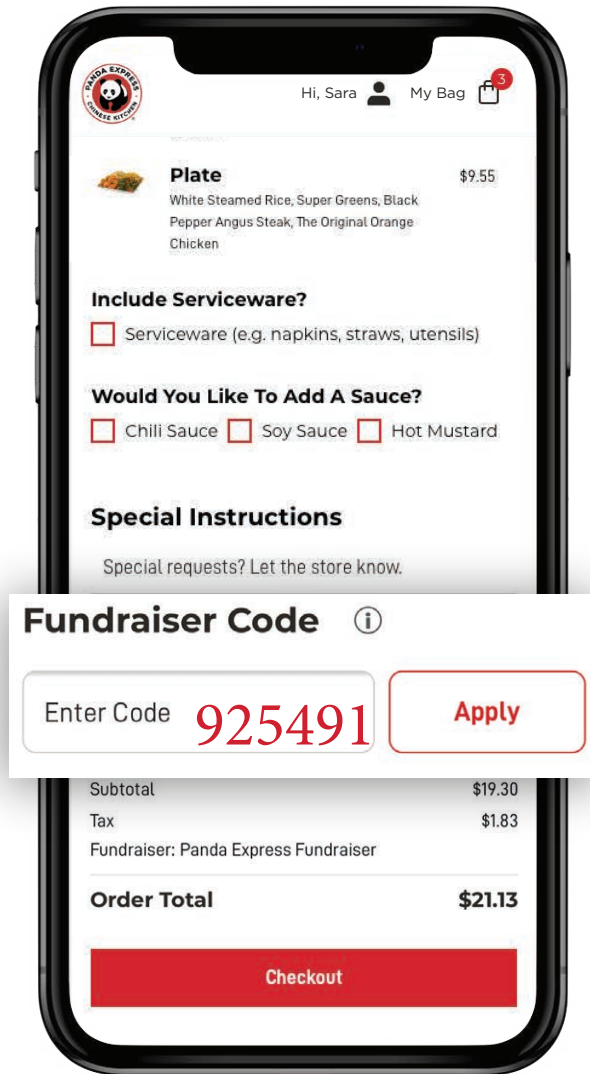 PANDA EXPRESS
CHINESE KITCHEN
Hi, Sara
My Bag
3
Plate
$9.55
White Steamed Rice, Super Greens, Black
Pepper Angus Steak, The Original Orange
Chicken
Include Serviceware?
Serviceware (e.g. napkins, straws, utensils)
Would You Like To Add A Sauce?
Chili Sauce Soy Sauce Hot Mustard
Special Instructions
Special requests? Let the store know.
Fundraiser Code i
Enter Code 925491 Apply
Subtotal $19.30
Tax $1.83
Fundraiser: Panda Express Fundraiser
Order Total $21.13
Checkout